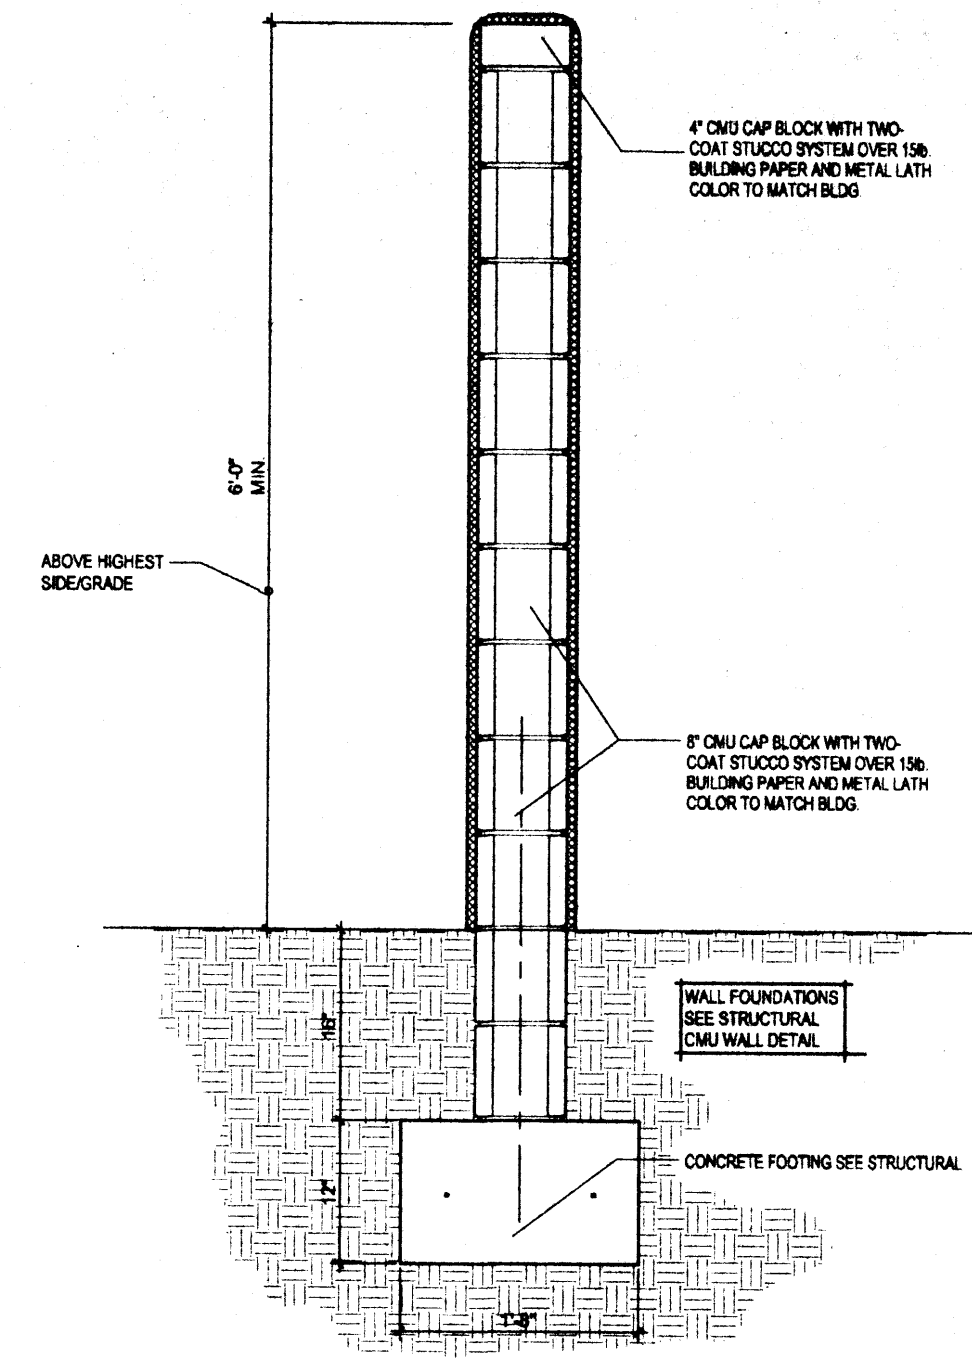 4" CMU CAP BLOCK WITH TWO-
COAT STUCCO SYSTEM OVER 15lb.
BUILDING PAPER AND METAL LATH
COLOR TO MATCH BLDG.
6'-0"
MIN.
ABOVE HIGHEST
SIDE/GRADE
8" CMU CAP BLOCK WITH TWO-
COAT STUCCO SYSTEM OVER 15lb.
BUILDING PAPER AND METAL LATH
COLOR TO MATCH BLDG.
WALL FOUNDATIONS
SEE STRUCTURAL
CMU WALL DETAIL
16"
CONCRETE FOOTING SEE STRUCTURAL
12"
1'-8"